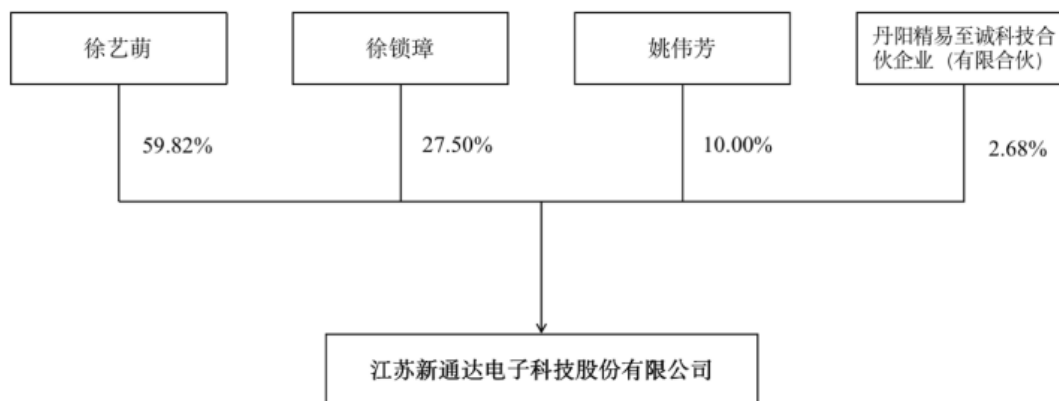 徐艺萌
徐锁璋
姚伟芳
丹阳精易至诚科技合
伙企业（有限合伙）
59.82%
27.50%
10.00%
2.68%
江苏新通达电子科技股份有限公司